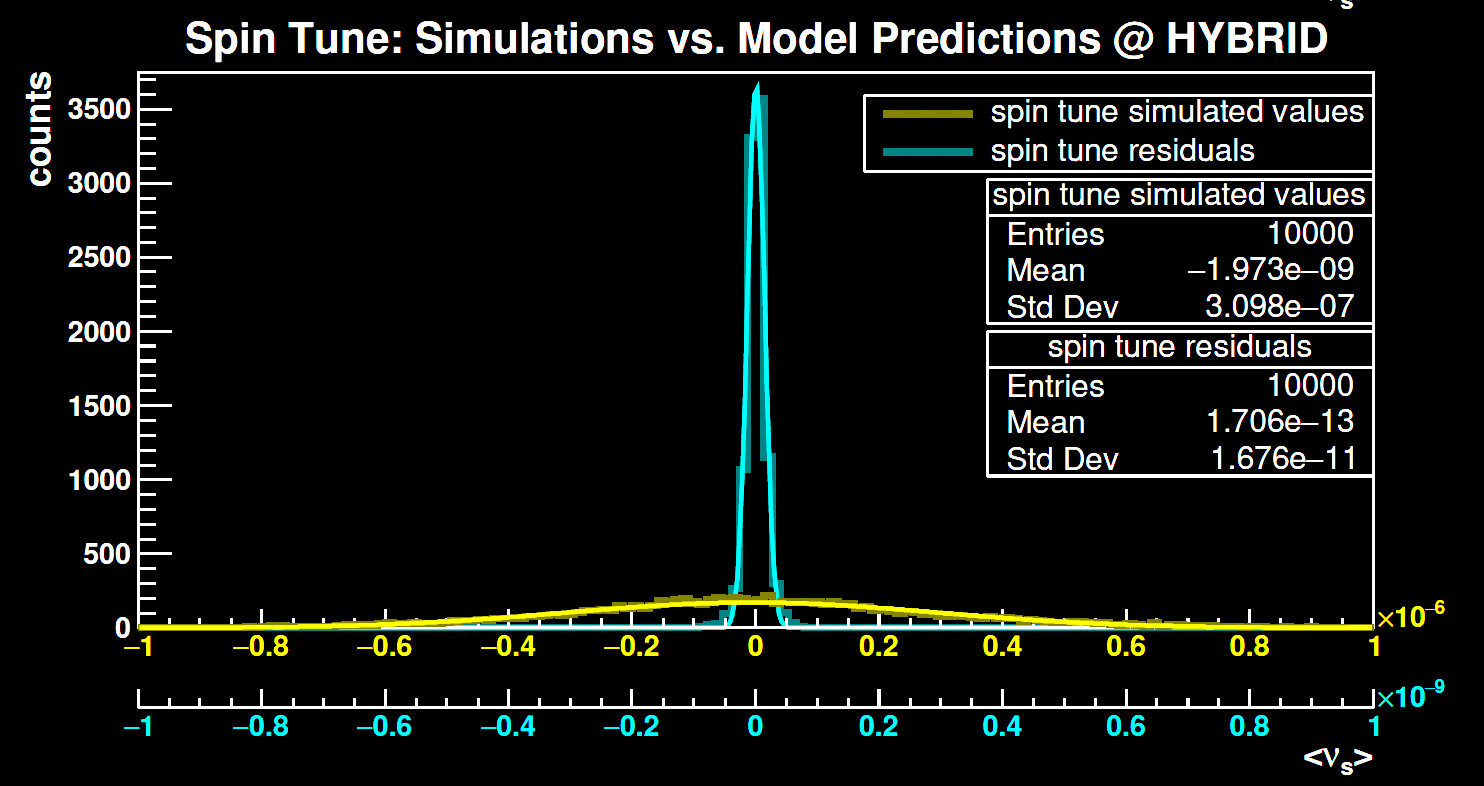 s
Spin Tune: Simulations vs. Model Predictions @ HYBRID
counts
3500
3000
2500
2000
1500
1000
500
0
spin tune simulated values
spin tune residuals
spin tune simulated values
Entries 10000
Mean −1.973e−09
Std Dev 3.098e−07
spin tune residuals
Entries 10000
Mean 1.706e−13
Std Dev 1.676e−11
×10−6
−1 −0.8 −0.6 −0.4 −0.2 0 0.2 0.4 0.6 0.8 1
×10−9
−1 −0.8 −0.6 −0.4 −0.2 0 0.2 0.4 0.6 0.8 1
<νs>